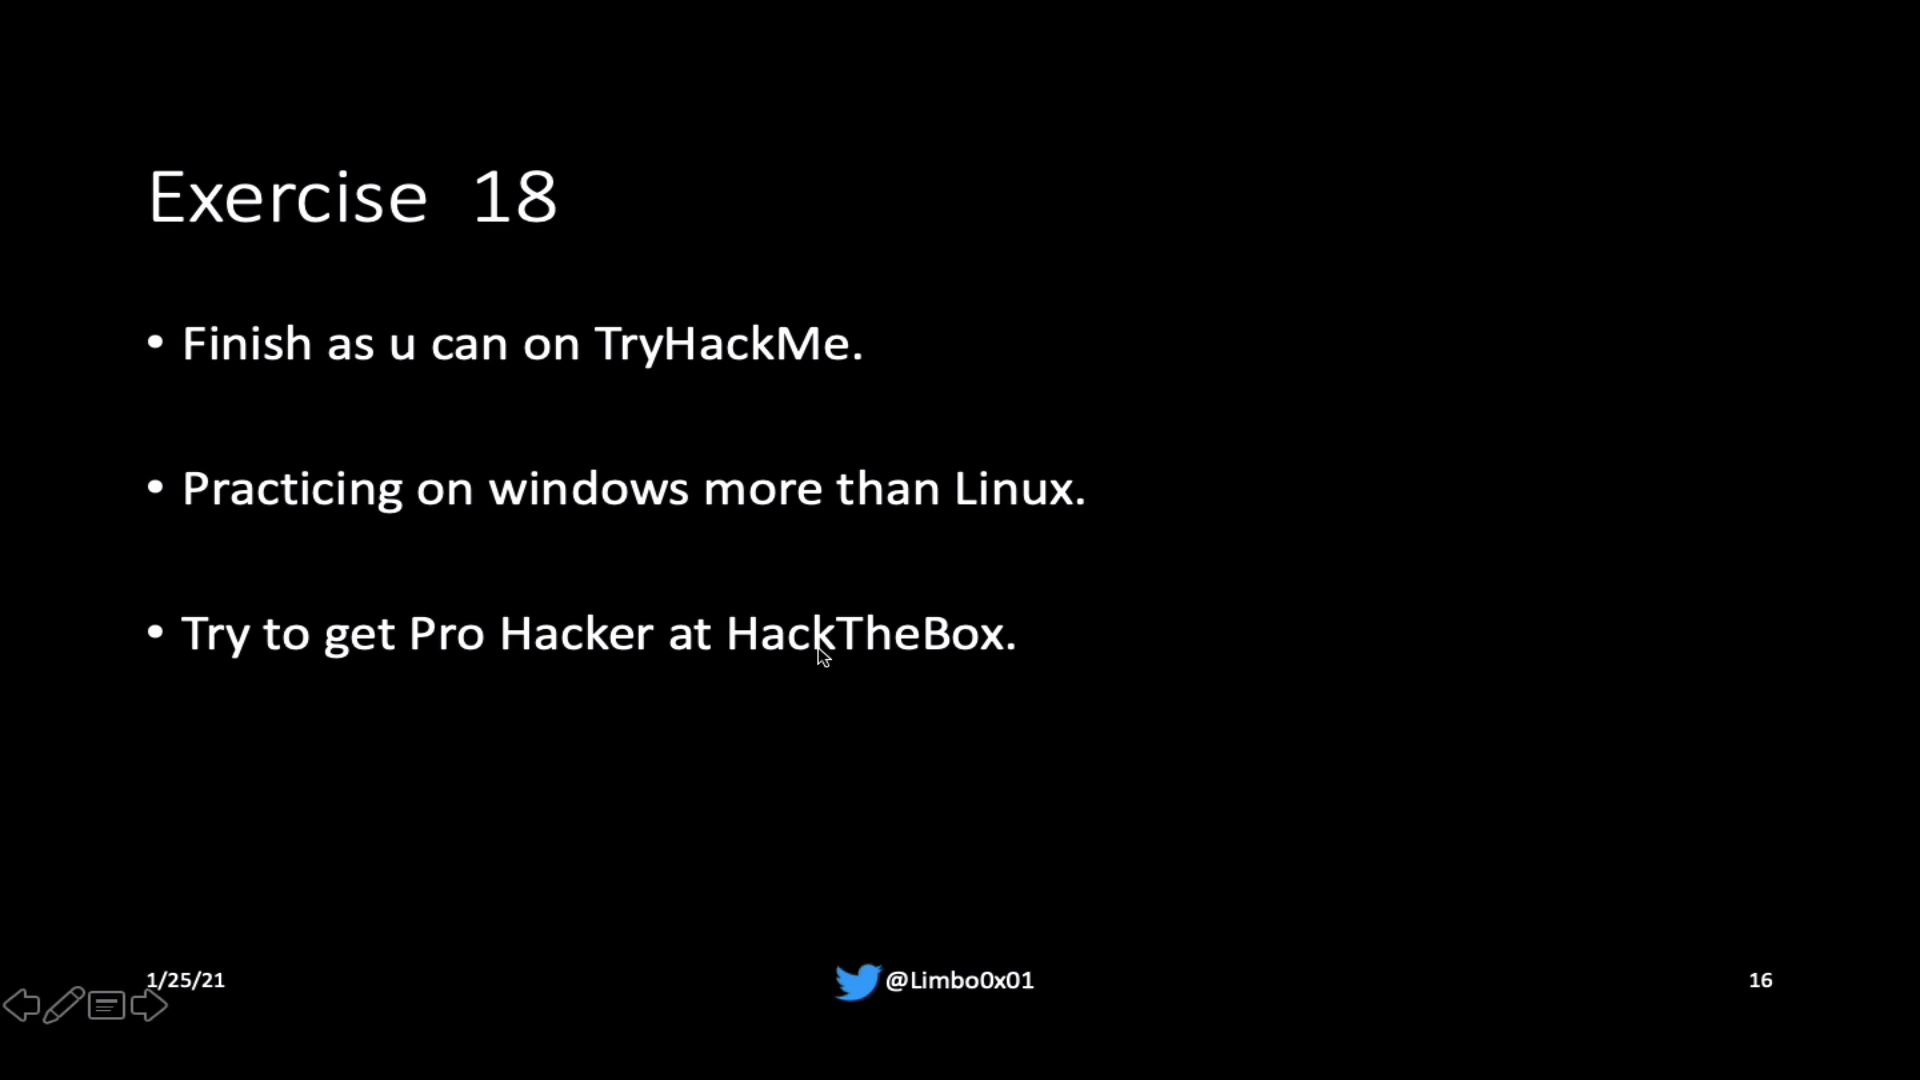 Exercise 18
• Finish as u can on TryHackMe.
• Practicing on windows more than Linux.
• Try to get Pro Hacker at HackTheBox.
1/25/21
@Limbo0x01
16